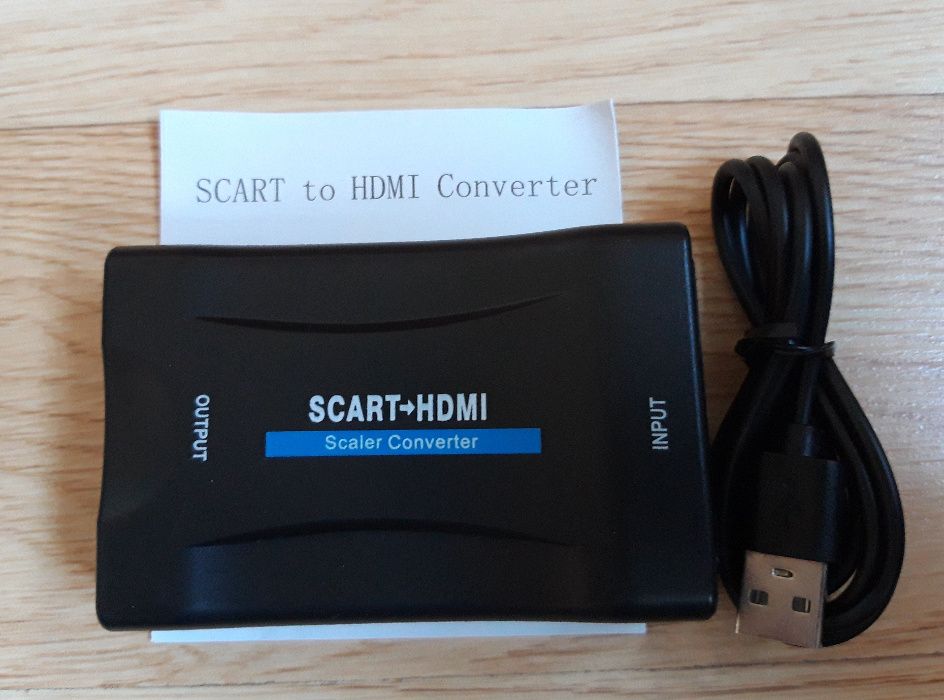 SCART to HDMI Converter
SCART→HDMI
Scaler Converter
OUTPUT
INPUT